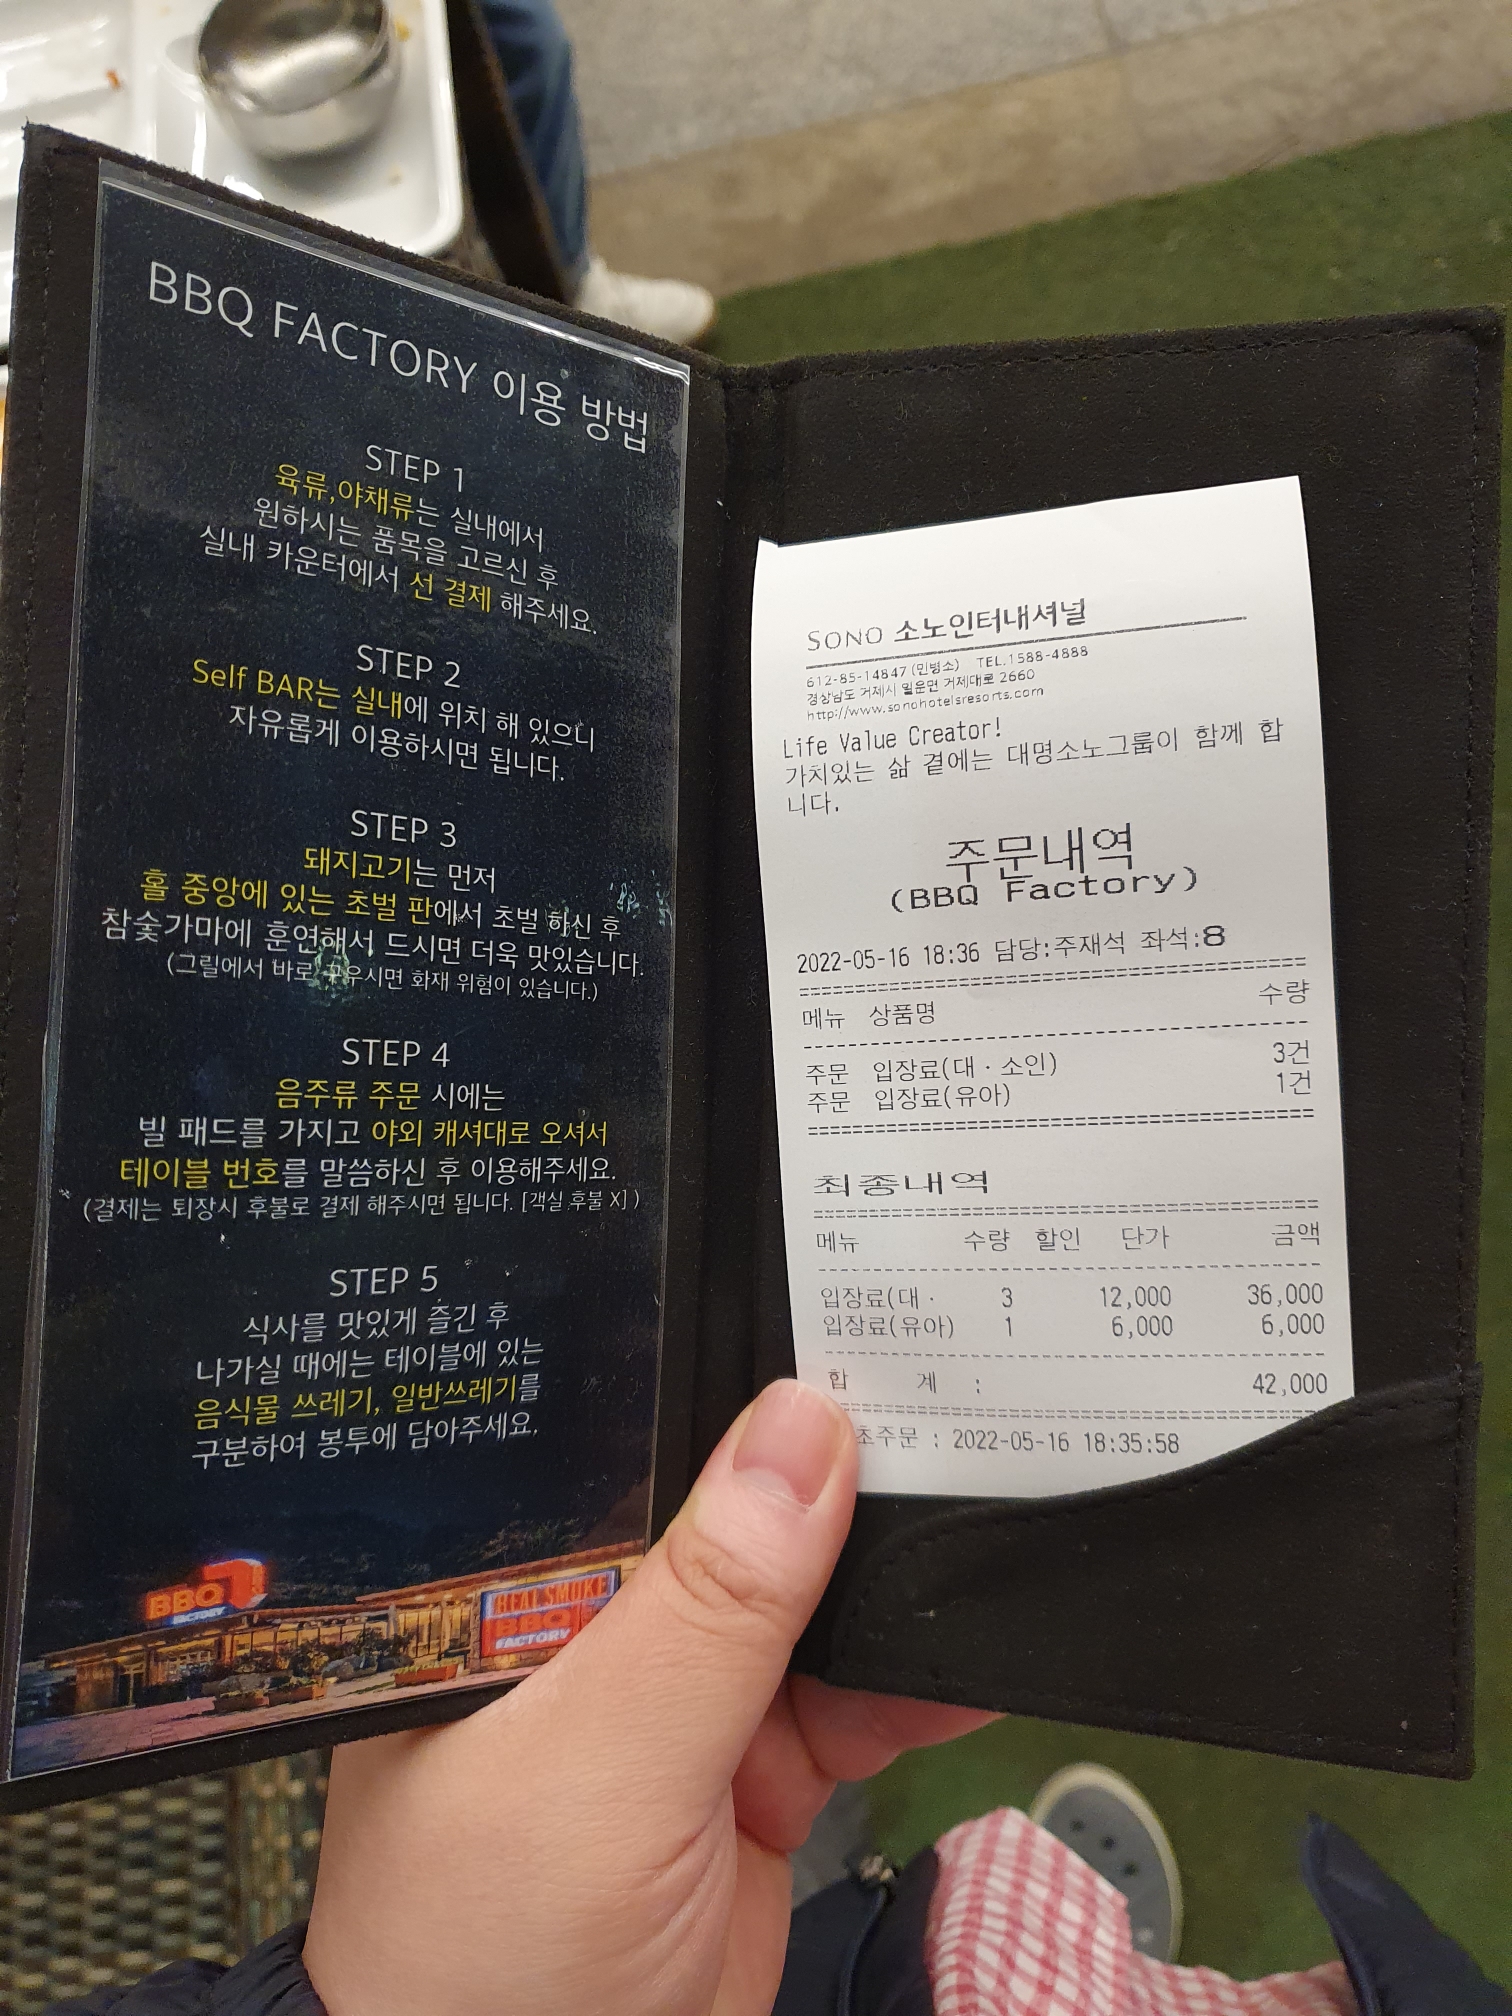 BBQ FACTORY 이용 방법
STEP 1
육류,야채류는 실내에서
원하시는 품목을 고르신 후
실내 카운터에서 선 결제 해주세요.
STEP 2
Self BAR는 실내에 위치 해 있으니
자유롭게 이용하시면 됩니다.
STEP 3
돼지고기는 먼저
홀 중앙에 있는 초벌 판에서 초벌 하신 후
참숯가마에 훈연해서 드시면 더욱 맛있습니다.
(그릴에서 바로 구우시면 화재 위험이 있습니다.)
STEP 4
음주류 주문 시에는
빌 패드를 가지고 야외 캐셔대로 오셔서
테이블 번호를 말씀하신 후 이용해주세요.
(결제는 퇴장시 후불로 결제 해주시면 됩니다. [객실 후불 X] )
STEP 5
식사를 맛있게 즐긴 후
나가실 때에는 테이블에 있는
음식물 쓰레기, 일반쓰레기를
구분하여 봉투에 담아주세요.
BBQ
FACTORY
REAL SMOKE
BBQ
FACTORY
SONO 소노인터내셔널
612-85-14847 (민병소) TEL.1588-4888
경상남도 거제시 일운면 거제대로 2660
http://www.sonohotelsresorts.com
Life Value Creator!
가치있는 삶 곁에는 대명소노그룹이 함께 합
니다.
주문내역
(BBQ Factory)
2022-05-16 18:36 담당:주재석 좌석:8
메뉴 상품명 수량
주문 입장료(대 · 소인) 3건
주문 입장료(유아) 1건
최종내역
메뉴 수량 할인 단가 금액
입장료(대 · 3 12,000 36,000
입장료(유아) 1 6,000 6,000
합 계 : 42,000
초주문 : 2022-05-16 18:35:58